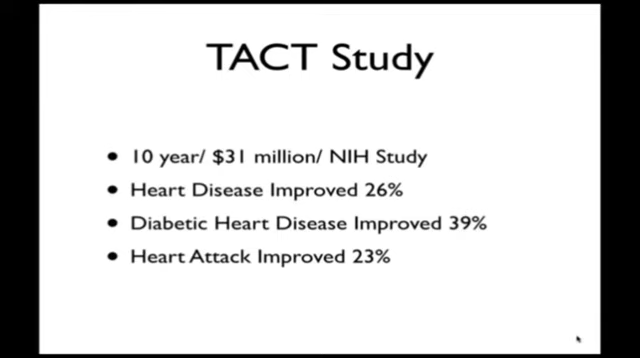 TACT Study
• 10 year/ $31 million/ NIH Study
• Heart Disease Improved 26%
• Diabetic Heart Disease Improved 39%
• Heart Attack Improved 23%